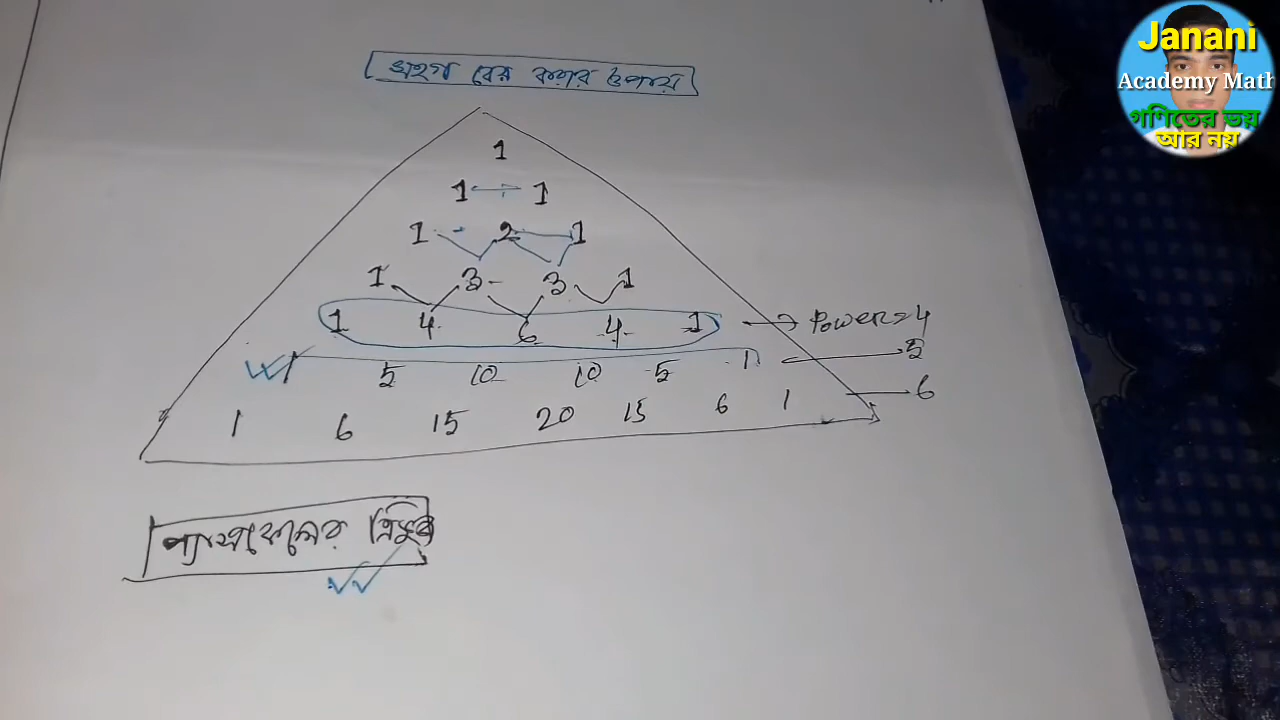 সহগ বের করার উপায়
1
1 1
1 2 1
1 3 3 1
1 4 6 4 1 → Power = 4
1 5 10 10 5 1 → 5
1 6 15 20 15 6 1 — 6
প্যাসকেলের ত্রিভুজ
Janani
Academy Math
গণিতের ভয়
আর নয়